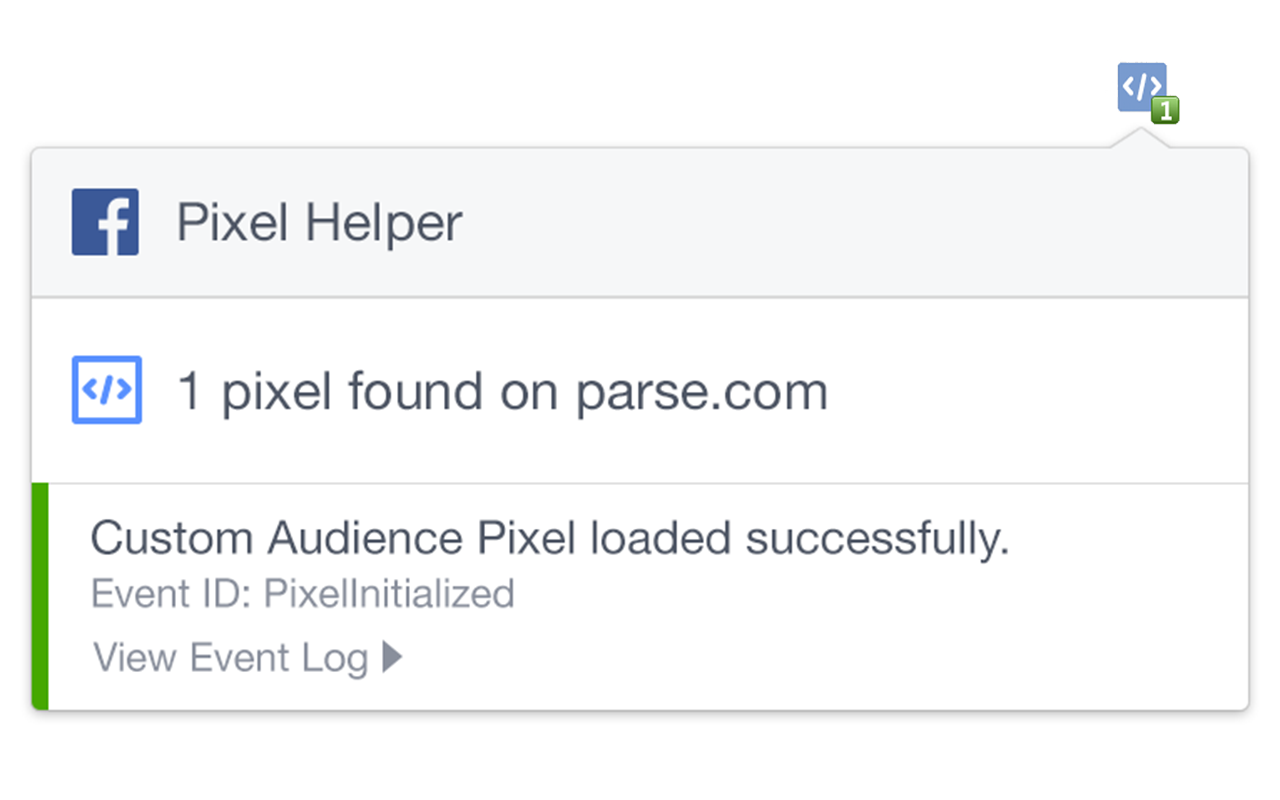 </>
1
f Pixel Helper
</> 1 pixel found on parse.com
Custom Audience Pixel loaded successfully.
Event ID: PixelInitialized
View Event Log